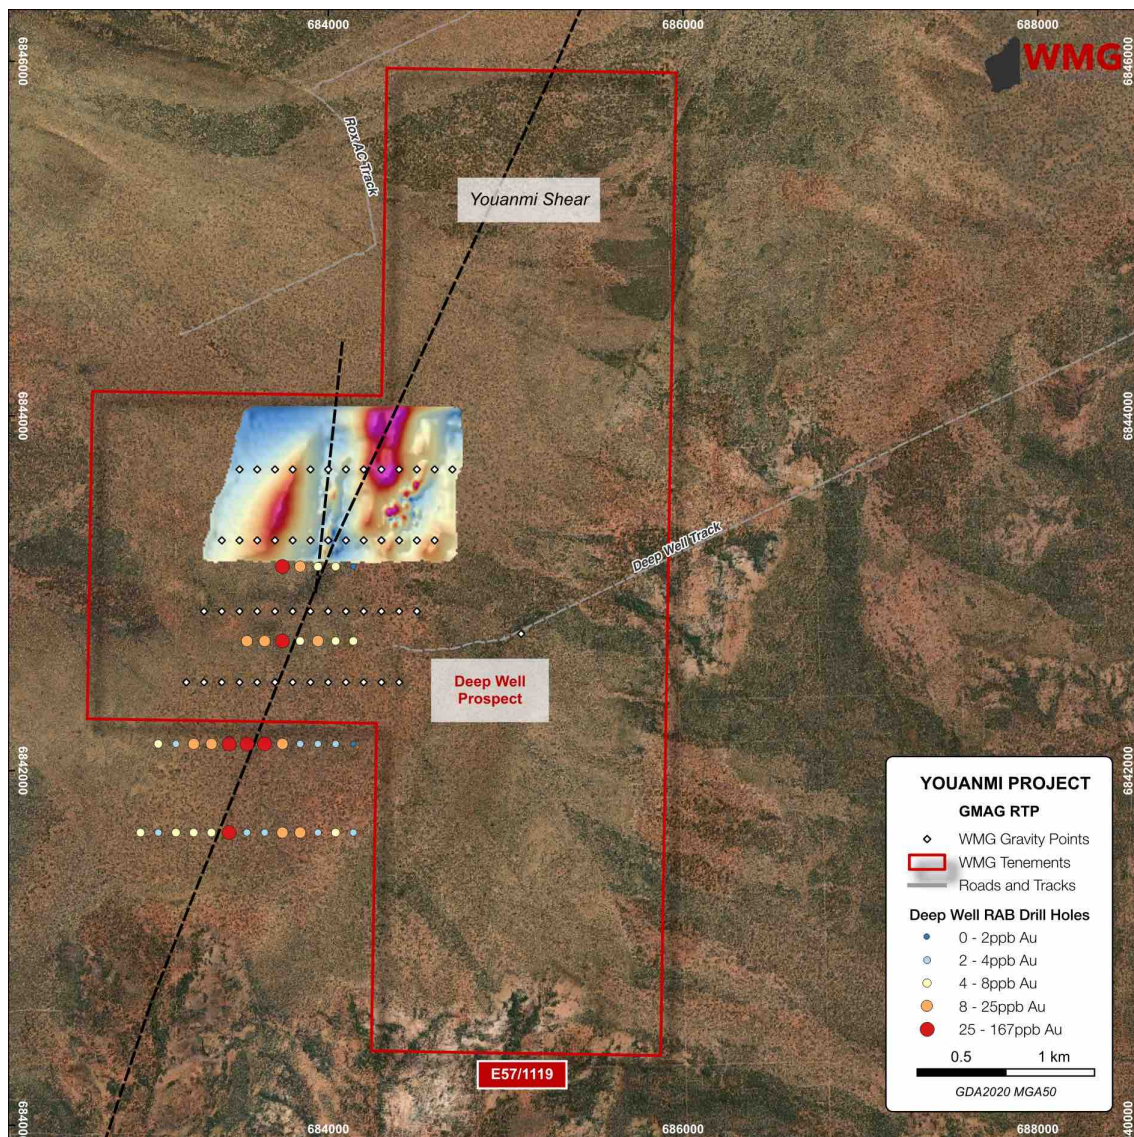 684000
686000
688000
6846000
6846000
WMG
Rox AC Track
Youanmi Shear
6844000
6844000
Deep Well Track
Deep Well
Prospect
6842000
6842000
YOUANMI PROJECT
GMAG RTP
WMG Gravity Points
WMG Tenements
Roads and Tracks
Deep Well RAB Drill Holes
0 - 2ppb Au
2 - 4ppb Au
4 - 8ppb Au
8 - 25ppb Au
25 - 167ppb Au
0.5
1 km
GDA2020 MGA50
E57/1119
684000
40000
684000
686000
688000